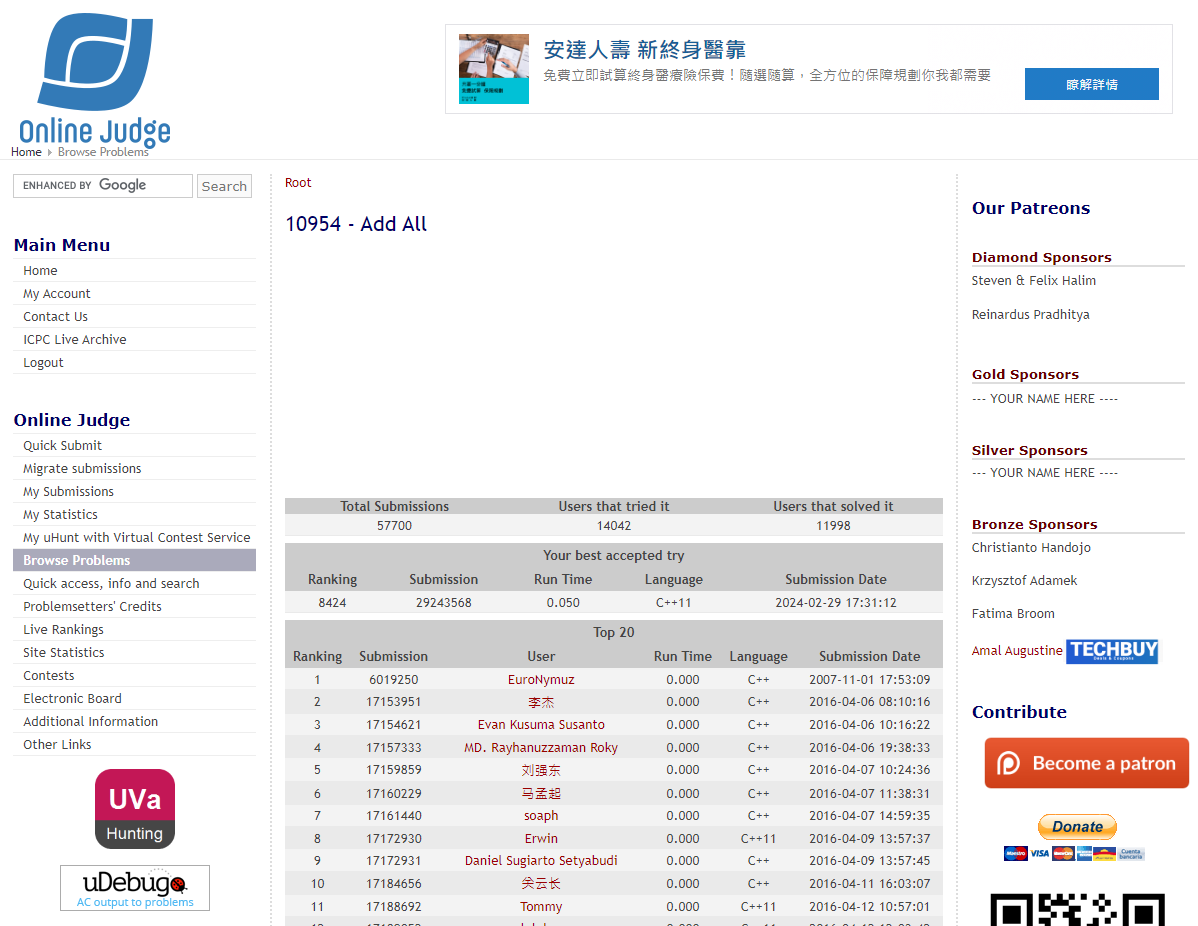 Online Judge
安達人壽 新終身醫靠
免費立即試算終身醫療險保費！隨選隨算，全方位的保障規劃你我都需要
瞭解詳情
Home Browse Problems
ENHANCED BY Google Search
Main Menu
Home
My Account
Contact Us
ICPC Live Archive
Logout
Online Judge
Quick Submit
Migrate submissions
My Submissions
My Statistics
My uHunt with Virtual Contest Service
Browse Problems
Quick access, info and search
Problemsetters' Credits
Live Rankings
Site Statistics
Contests
Electronic Board
Additional Information
Other Links
UVa
Hunting
uDebug
AC output to problems
Root
10954 - Add All
Total Submissions Users that tried it Users that solved it
57700 14042 11998
Your best accepted try
Ranking Submission Run Time Language Submission Date
8424 29243568 0.050 C++11 2024-02-29 17:31:12
Top 20
Ranking Submission User Run Time Language Submission Date
1 6019250 EuroNymuz 0.000 C++ 2007-11-01 17:53:09
2 17153951 李杰 0.000 C++ 2016-04-06 08:10:16
3 17154621 Evan Kusuma Susanto 0.000 C++ 2016-04-06 10:16:22
4 17157333 MD. Rayhanuzzaman Roky 0.000 C++ 2016-04-06 19:38:33
5 17159859 刘强东 0.000 C++ 2016-04-07 10:24:36
6 17160229 马孟起 0.000 C++ 2016-04-07 11:38:31
7 17161440 soaph 0.000 C++ 2016-04-07 14:59:35
8 17172930 Erwin 0.000 C++11 2016-04-09 13:57:37
9 17172931 Daniel Sugiarto Setyabudi 0.000 C++ 2016-04-09 13:57:45
10 17184656 关云长 0.000 C++ 2016-04-11 16:03:07
11 17188692 Tommy 0.000 C++11 2016-04-12 10:57:01
Our Patreons
Diamond Sponsors
Steven & Felix Halim
Reinardus Pradhitya
Gold Sponsors
--- YOUR NAME HERE ----
Silver Sponsors
--- YOUR NAME HERE ----
Bronze Sponsors
Christianto Handojo
Krzysztof Adamek
Fatima Broom
Amal Augustine TECHBUY
Deals & Coupons
Contribute
Become a patron
Donate
Maestro VISA
Cuenta bancaria